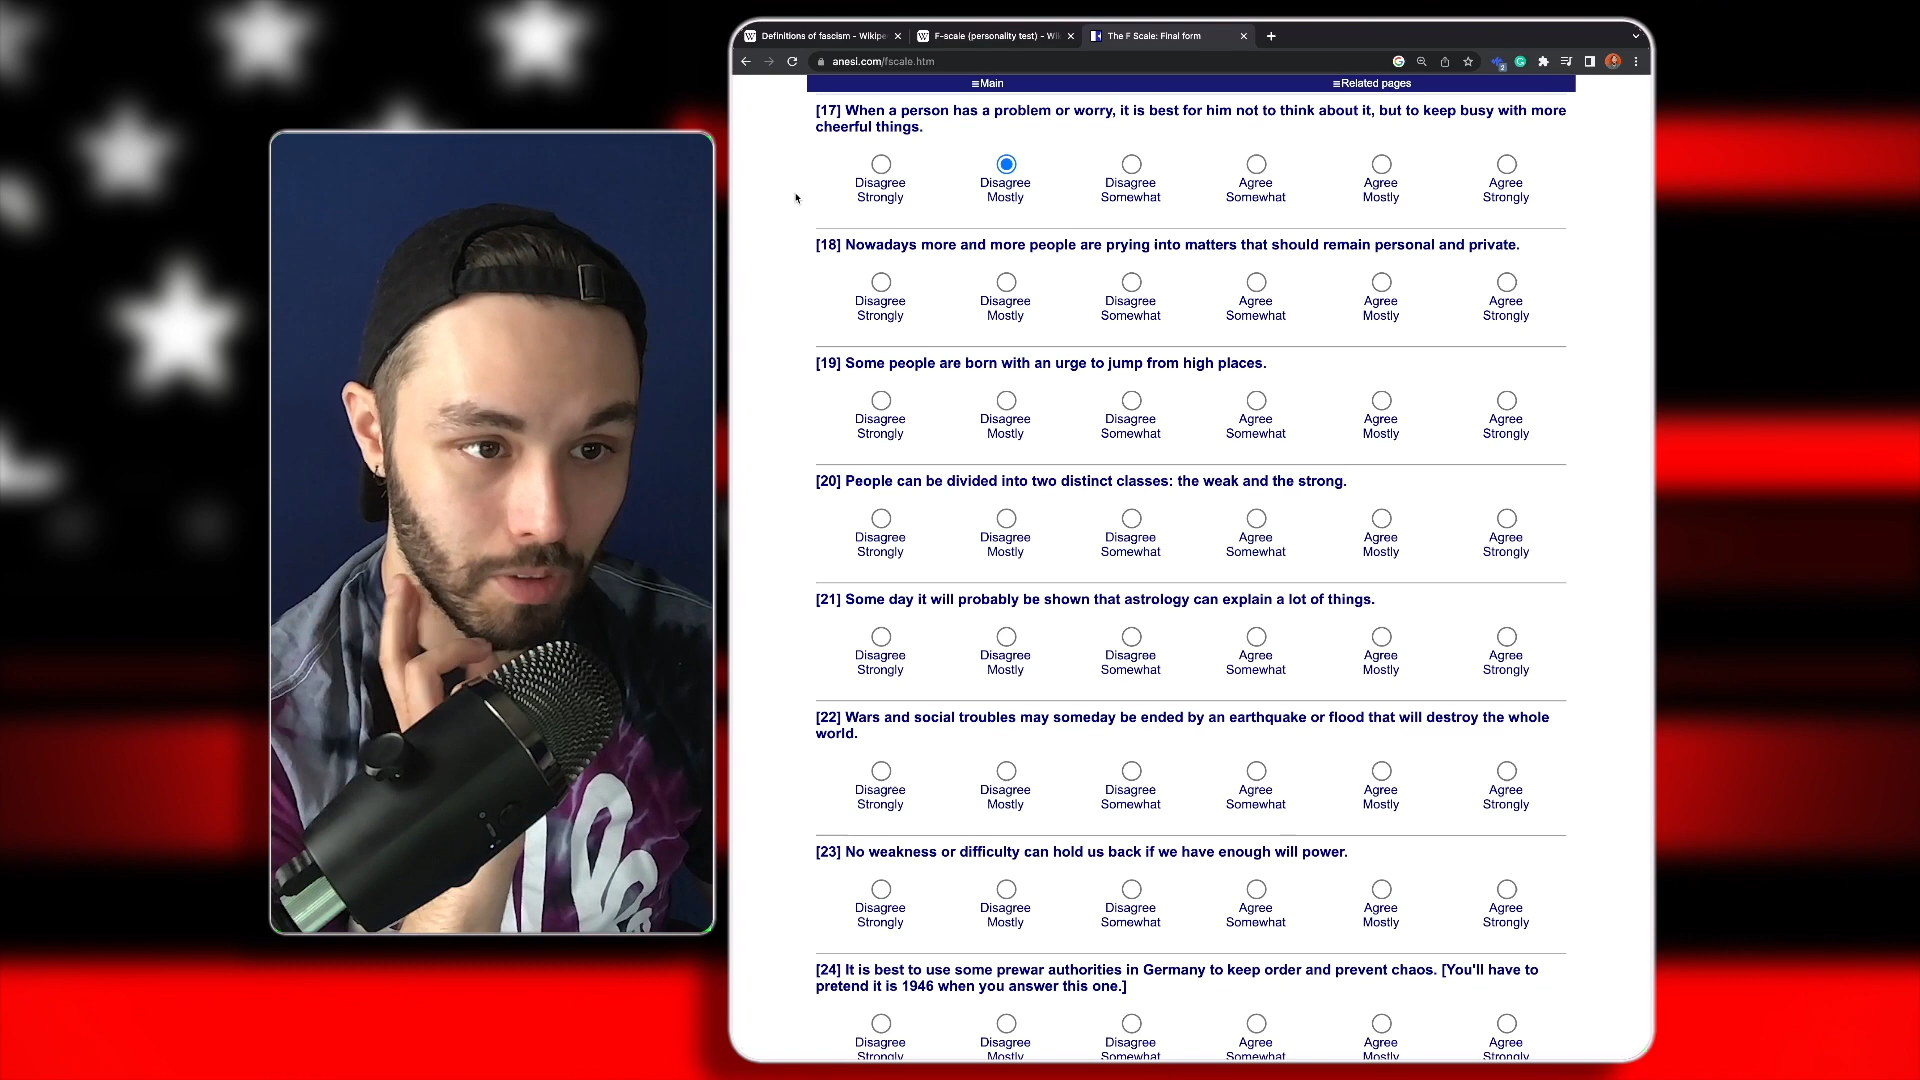 Definitions of fascism - Wikipe
F-scale (personality test) - Wi
The F Scale: Final form
anesi.com/fscale.htm
2
≡Main
≡Related pages
[17] When a person has a problem or worry, it is best for him not to think about it, but to keep busy with more
cheerful things.
Disagree Strongly
Disagree Mostly
Disagree Somewhat
Agree Somewhat
Agree Mostly
Agree Strongly
[18] Nowadays more and more people are prying into matters that should remain personal and private.
Disagree Strongly
Disagree Mostly
Disagree Somewhat
Agree Somewhat
Agree Mostly
Agree Strongly
[19] Some people are born with an urge to jump from high places.
Disagree Strongly
Disagree Mostly
Disagree Somewhat
Agree Somewhat
Agree Mostly
Agree Strongly
[20] People can be divided into two distinct classes: the weak and the strong.
Disagree Strongly
Disagree Mostly
Disagree Somewhat
Agree Somewhat
Agree Mostly
Agree Strongly
[21] Some day it will probably be shown that astrology can explain a lot of things.
Disagree Strongly
Disagree Mostly
Disagree Somewhat
Agree Somewhat
Agree Mostly
Agree Strongly
[22] Wars and social troubles may someday be ended by an earthquake or flood that will destroy the whole
world.
Disagree Strongly
Disagree Mostly
Disagree Somewhat
Agree Somewhat
Agree Mostly
Agree Strongly
[23] No weakness or difficulty can hold us back if we have enough will power.
Disagree Strongly
Disagree Mostly
Disagree Somewhat
Agree Somewhat
Agree Mostly
Agree Strongly
[24] It is best to use some prewar authorities in Germany to keep order and prevent chaos. [You'll have to
pretend it is 1946 when you answer this one.]
Disagree Strongly
Disagree Mostly
Disagree Somewhat
Agree Somewhat
Agree Mostly
Agree Strongly